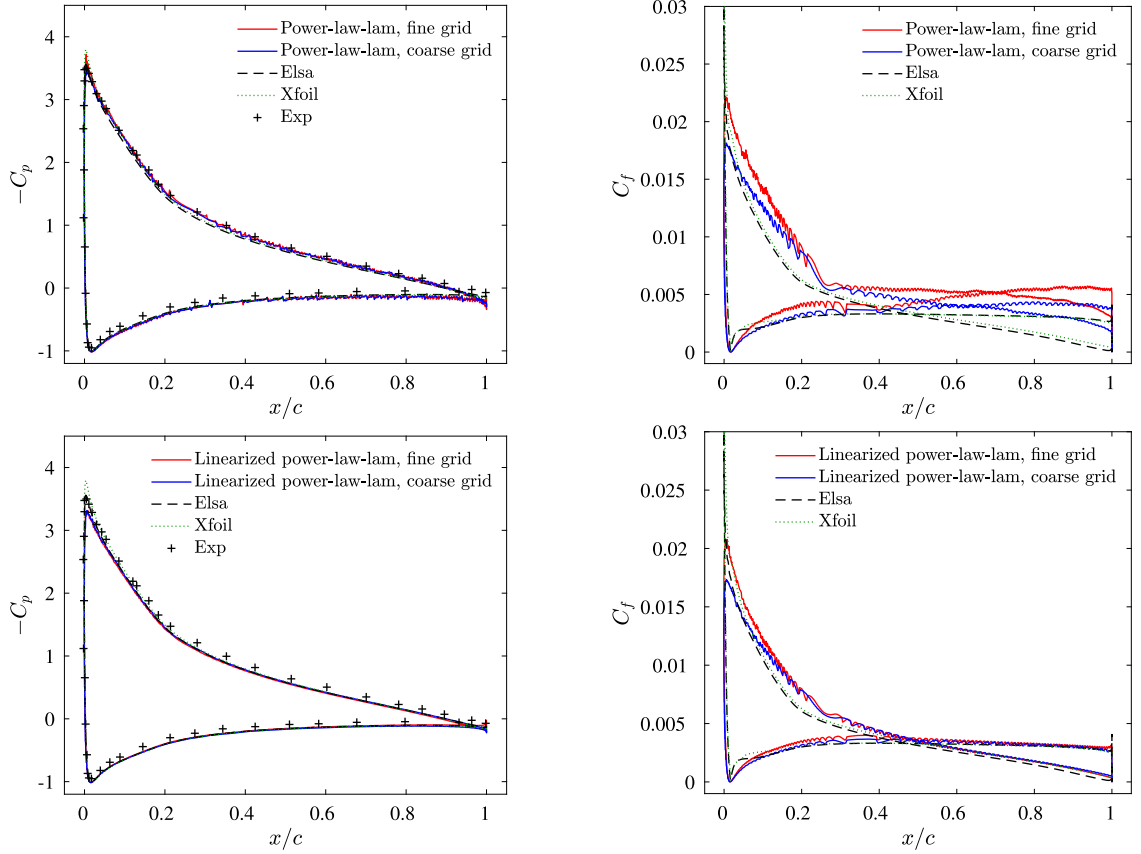 Power-law-lam, fine grid
Power-law-lam, coarse grid
Elsa
Xfoil
Exp
4
3
2
1
0
-1
−C_p
0
0.2
0.4
0.6
0.8
1
x/c
Power-law-lam, fine grid
Power-law-lam, coarse grid
Elsa
Xfoil
0.03
0.025
0.02
0.015
0.01
0.005
0
C_f
0
0.2
0.4
0.6
0.8
1
x/c
Linearized power-law-lam, fine grid
Linearized power-law-lam, coarse grid
Elsa
Xfoil
Exp
4
3
2
1
0
-1
−C_p
0
0.2
0.4
0.6
0.8
1
x/c
Linearized power-law-lam, fine grid
Linearized power-law-lam, coarse grid
Elsa
Xfoil
0.03
0.025
0.02
0.015
0.01
0.005
0
C_f
0
0.2
0.4
0.6
0.8
1
x/c